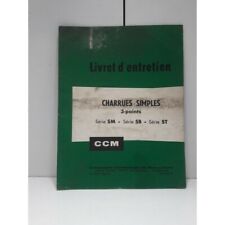 Livret d'entretien
CHARRUES SIMPLES
3-points
Série SM - Série SB - Série ST
CCM